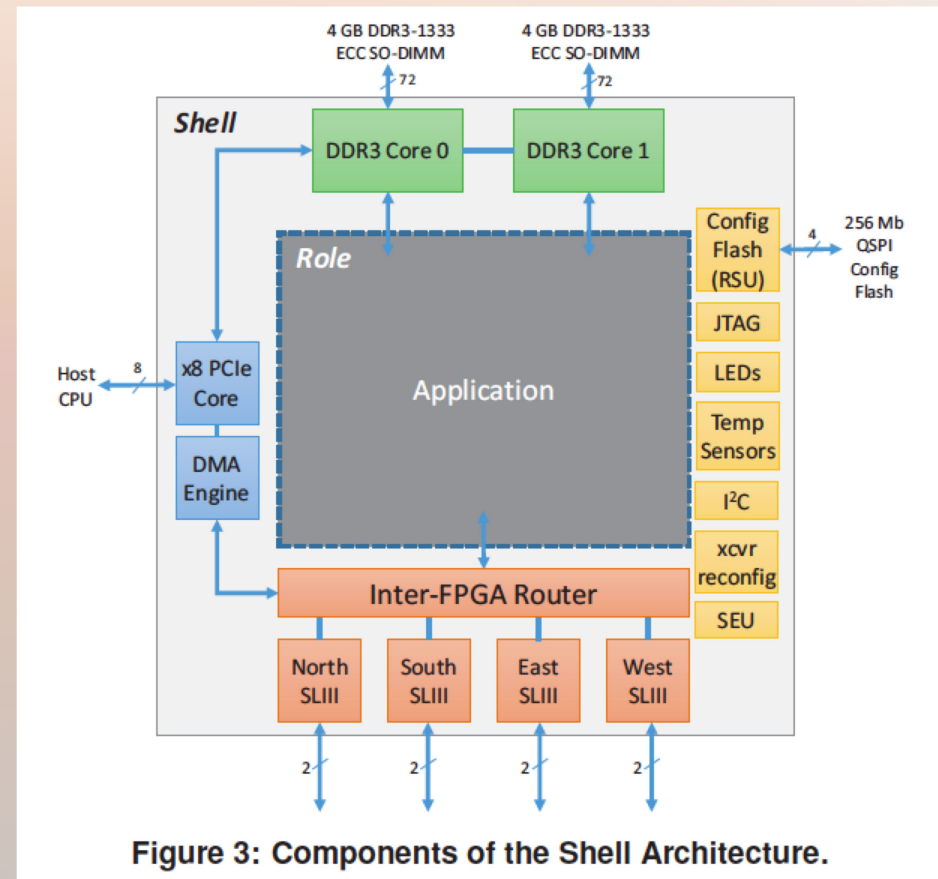 4 GB DDR3-1333
ECC SO-DIMM
72
4 GB DDR3-1333
ECC SO-DIMM
72
Shell
DDR3 Core 0
DDR3 Core 1
Role
Application
Config
Flash
(RSU)
4
256 Mb
QSPI
Config
Flash
JTAG
LEDs
Temp
Sensors
I²C
xcvr
reconfig
SEU
Host
CPU
8
x8 PCIe
Core
DMA
Engine
Inter-FPGA Router
North
SLIII
South
SLIII
East
SLIII
West
SLIII
2
2
2
2
Figure 3: Components of the Shell Architecture.